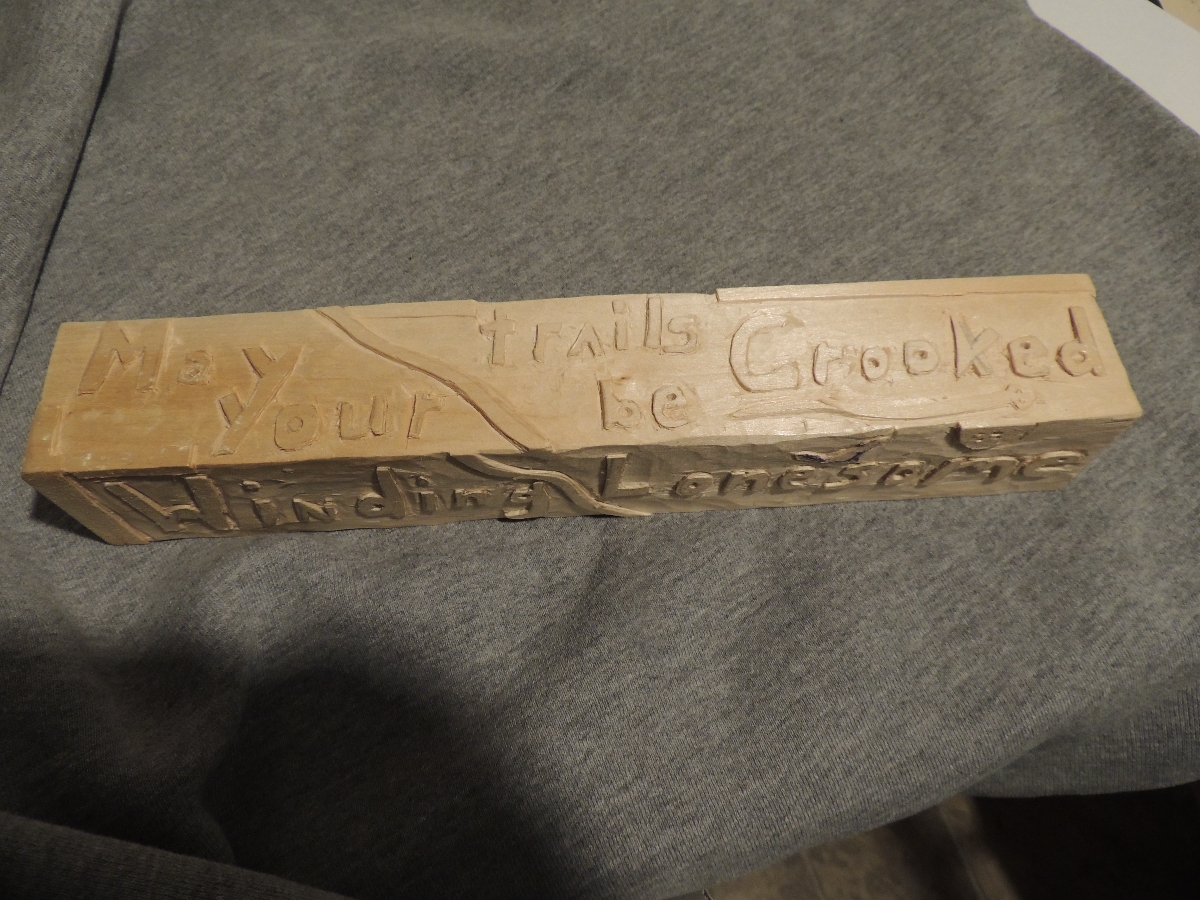 May trails Crooked
your be
Winding Lonesome